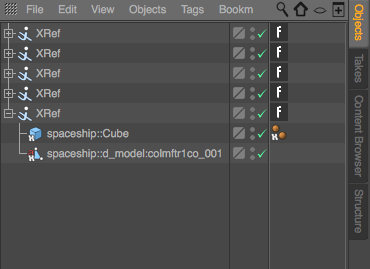 File Edit View Objects Tags Bookm
XRef
XRef
XRef
XRef
XRef
spaceship::Cube
spaceship::d_model:colmftr1co_001
Objects
Takes
Content Browser
Structure